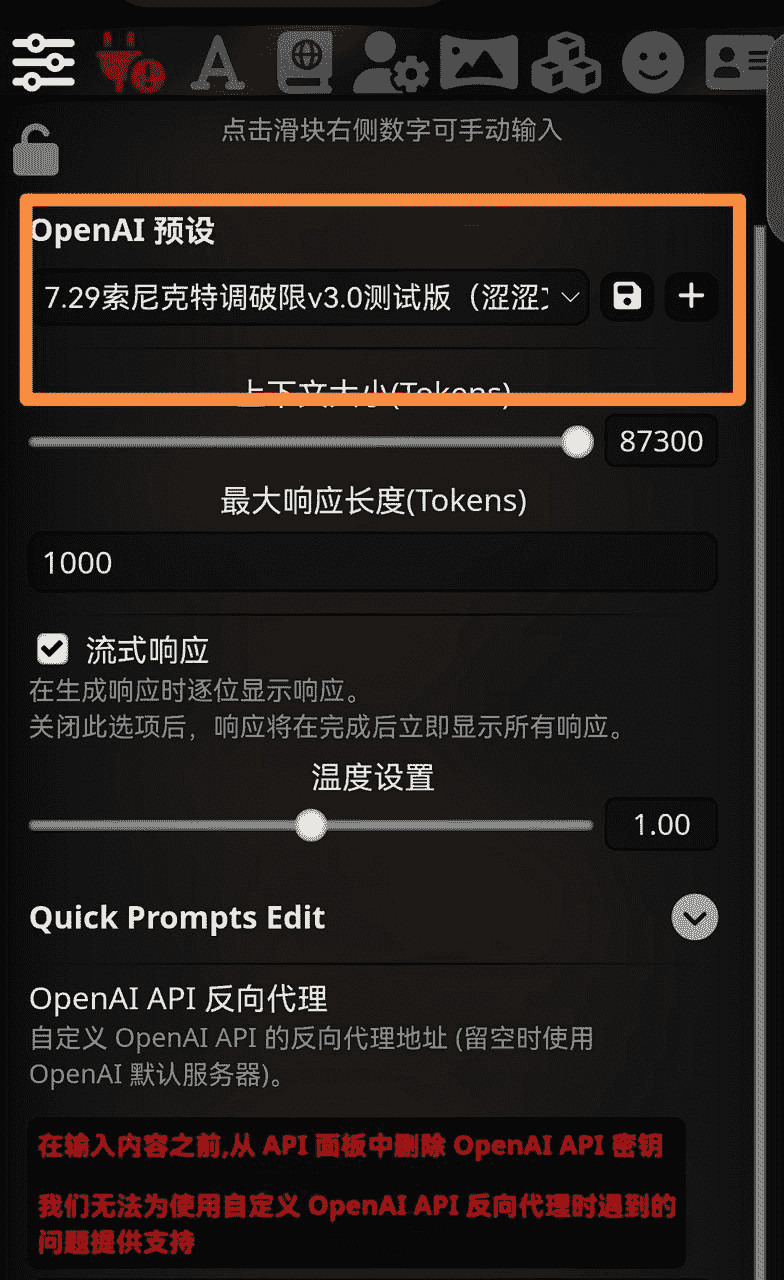 点击滑块右侧数字可手动输入
OpenAI 预设
7.29索尼克特调破限v3.0测试版（涩涩
上下文大小(Tokens)
87300
最大响应长度(Tokens)
1000
流式响应
在生成响应时逐位显示响应。
关闭此选项后，响应将在完成后立即显示所有响应。
温度设置
1.00
Quick Prompts Edit
OpenAI API 反向代理
自定义 OpenAI API 的反向代理地址 (留空时使用
OpenAI 默认服务器)。
在输入内容之前,从 API 面板中删除 OpenAI API 密钥
我们无法为使用自定义 OpenAI API 反向代理时遇到的
问题提供支持